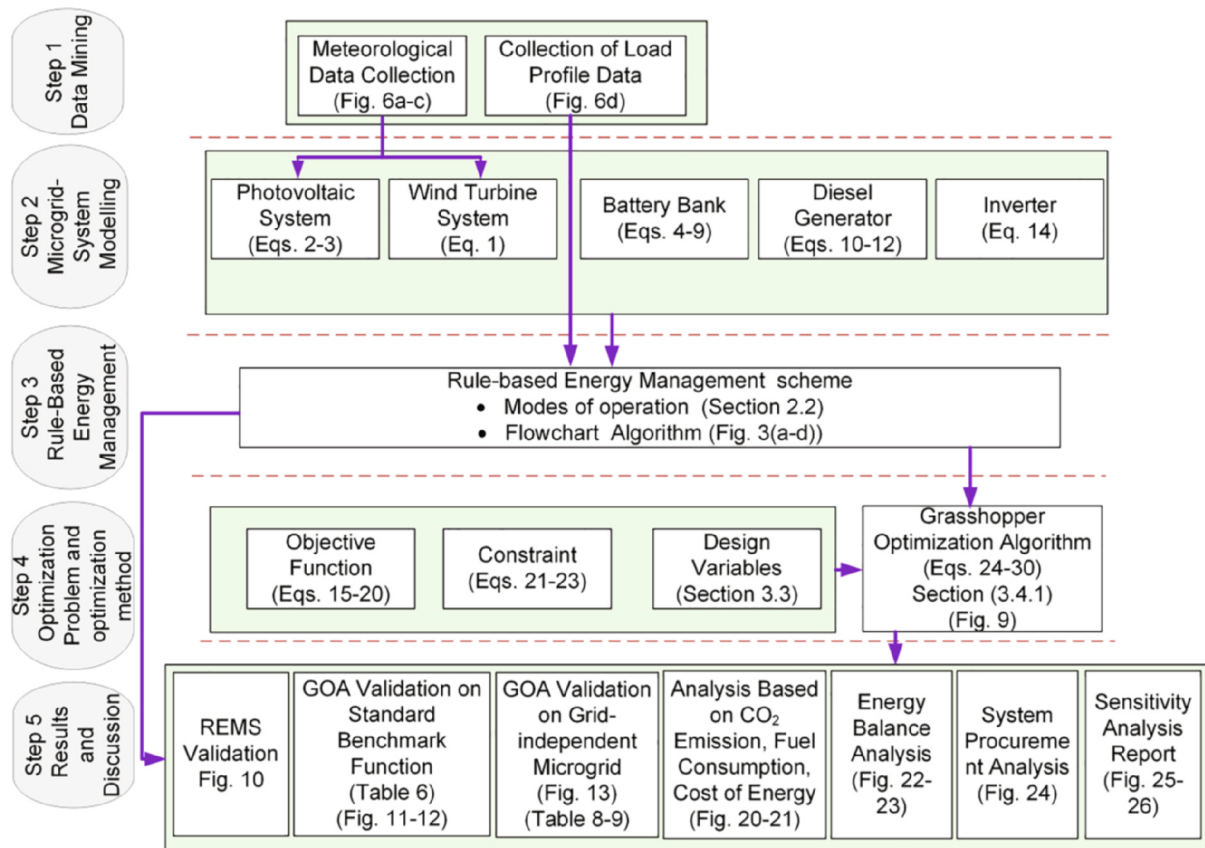 Step 1
Data Mining
Meteorological
Data Collection
(Fig. 6a-c)
Collection of Load
Profile Data
(Fig. 6d)
Step 2
Microgrid-
System
Modelling
Photovoltaic
System
(Eqs. 2-3)
Wind Turbine
System
(Eq. 1)
Battery Bank
(Eqs. 4-9)
Diesel
Generator
(Eqs. 10-12)
Inverter
(Eq. 14)
Step 3
Rule-Based
Energy
Management
Rule-based Energy Management scheme
• Modes of operation (Section 2.2)
• Flowchart Algorithm (Fig. 3(a-d))
Step 4
Optimization
Problem and
optimization
method
Objective
Function
(Eqs. 15-20)
Constraint
(Eqs. 21-23)
Design
Variables
(Section 3.3)
Grasshopper
Optimization Algorithm
(Eqs. 24-30)
Section (3.4.1)
(Fig. 9)
Step 5
Results
and
Discussion
REMS
Validation
Fig. 10
GOA Validation on
Standard
Benchmark
Function
(Table 6)
(Fig. 11-12)
GOA Validation
on Grid-
independent
Microgrid
(Fig. 13)
(Table 8-9)
Analysis Based
on CO₂
Emission, Fuel
Consumption,
Cost of Energy
(Fig. 20-21)
Energy
Balance
Analysis
(Fig. 22-
23)
System
Procureme
nt Analysis
(Fig. 24)
Sensitivity
Analysis
Report
(Fig. 25-
26)